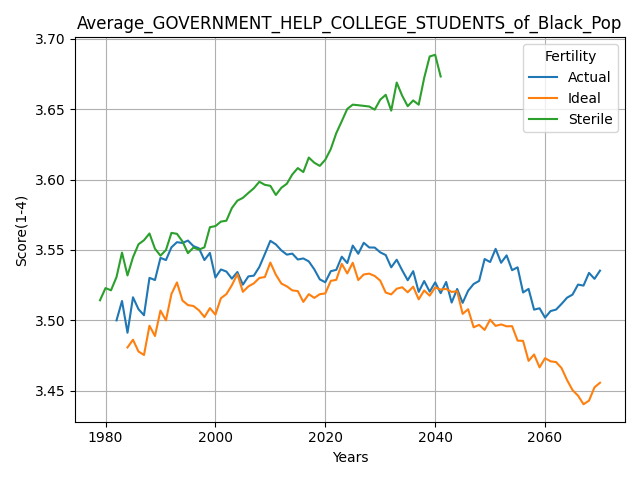 Average_GOVERNMENT_HELP_COLLEGE_STUDENTS_of_Black_Pop
3.70
3.65
3.60
3.55
3.50
3.45
Score(1-4)
Fertility
Actual
Ideal
Sterile
1980 2000 2020 2040 2060
Years